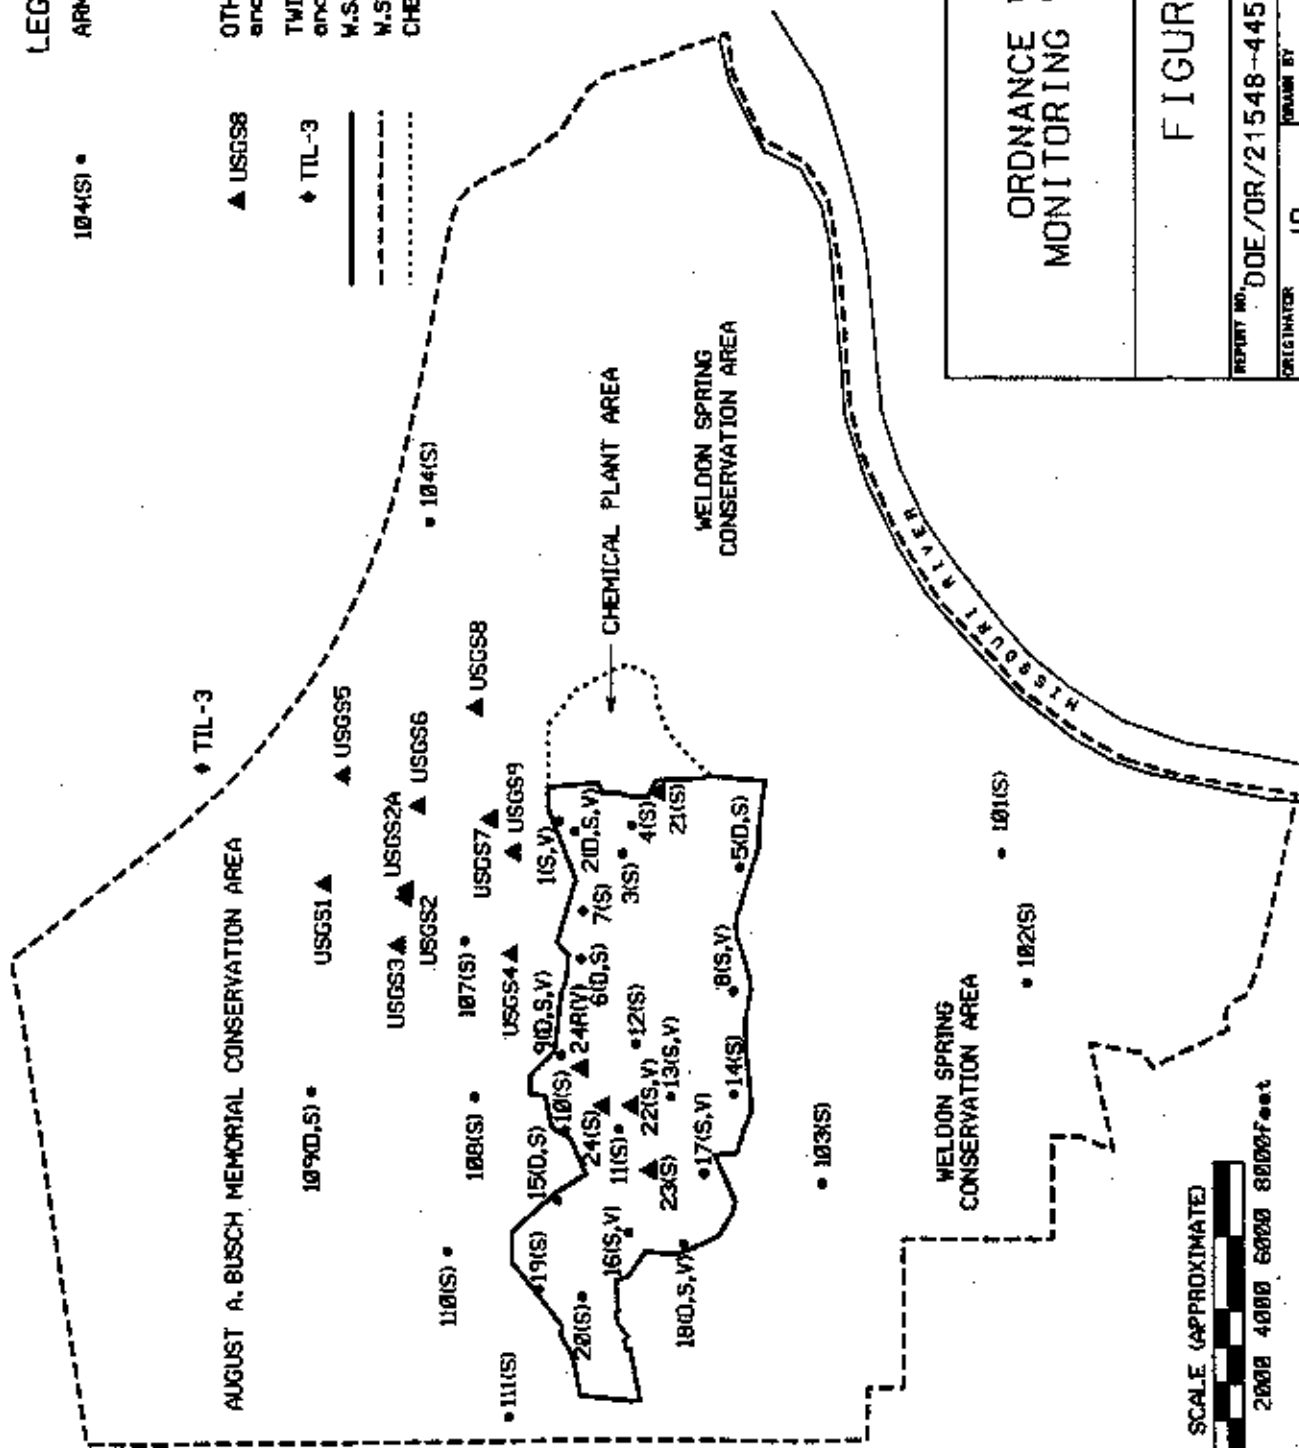 LEG
104(S)
ARM
USGS8
OTH
and
TIL-3
TWI
and
W.S.
W.S
CHE
AUGUST A. BUSCH MEMORIAL CONSERVATION AREA
TIL-3
USGS1
USGS5
USGS3
USGS2A
USGS2
USGS6
109(D,S)
107(S)
104(S)
108(S)
USGS4
USGS7
USGS9
USGS8
110(S)
111(S)
19(S)
15(D,S)
10(S)
9(D,S,V)
24R(V)
1(S,V)
2(D,S,V)
CHEMICAL PLANT AREA
20(S)
24(S)
6(D,S)
7(S)
3(S)
4(S)
21(S)
16(S,V)
11(S)
22(S,V)
12(S)
23(S)
13(S,V)
18(D,S,V)
17(S,V)
14(S)
8(S,V)
5(D,S)
WELDON SPRING
CONSERVATION AREA
103(S)
102(S)
101(S)
WELDON SPRING
CONSERVATION AREA
MISSOURI RIVER
SCALE (APPROXIMATE)
2000 4000 6000 8000feet
ORDNANCE
MONITORING
FIGUR
REPORT NO.
DOE/OR/21548-445
ORIGINATOR
DRAWN BY